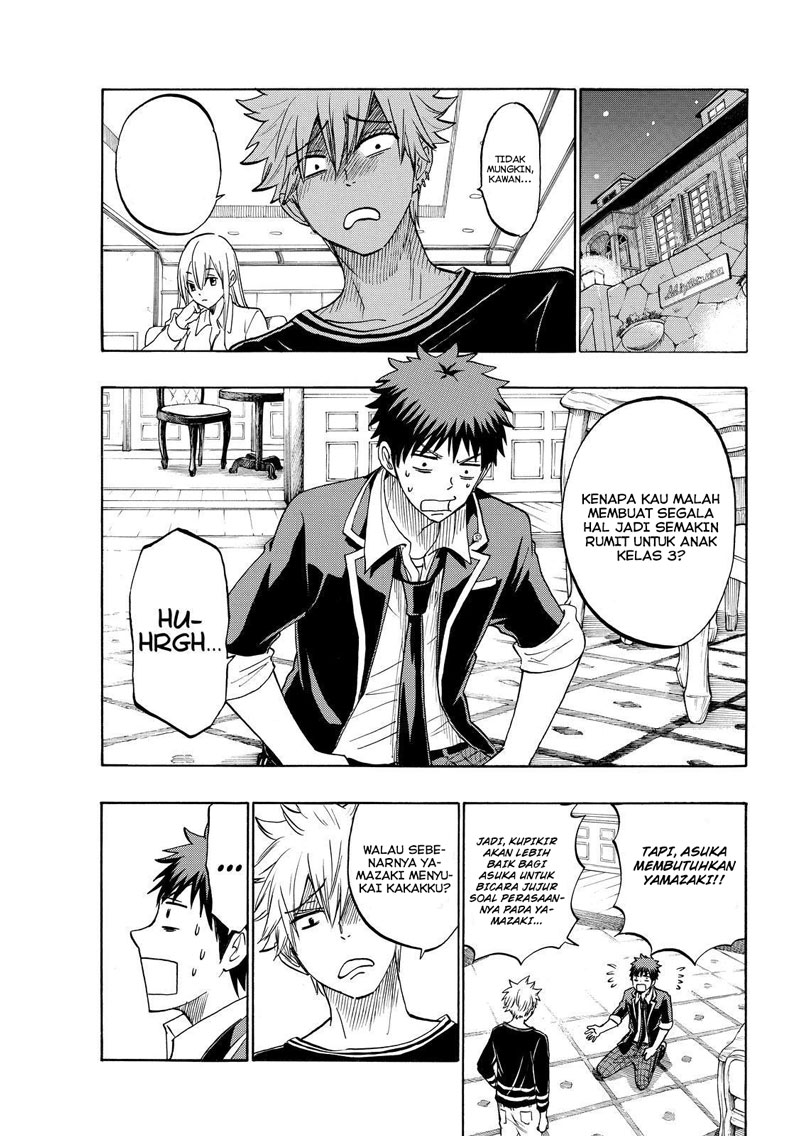 TIDAK
MUNGKIN,
KAWAN...
KENAPA KAU MALAH
MEMBUAT SEGALA
HAL JADI SEMAKIN
RUMIT UNTUK ANAK
KELAS 3?
HU-
HRGH...
TAPI, ASUKA
MEMBUTUHKAN
YAMAZAKI!!
JADI, KUPIKIR
AKAN LEBIH
BAIK BAGI
ASUKA UNTUK
BICARA JUJUR
SOAL PERASAAN-
NYA PADA YA-
MAZAKI...
WALAU SEBE-
NARNYA YA-
MAZAKI MENYU-
KAI KAKAKKU?
...